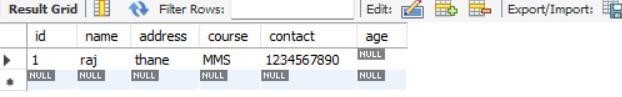 Result Grid Filter Rows: Edit: Export/Import:
id name address course contact age
1 raj thane MMS 1234567890 NULL
NULL NULL NULL NULL NULL NULL